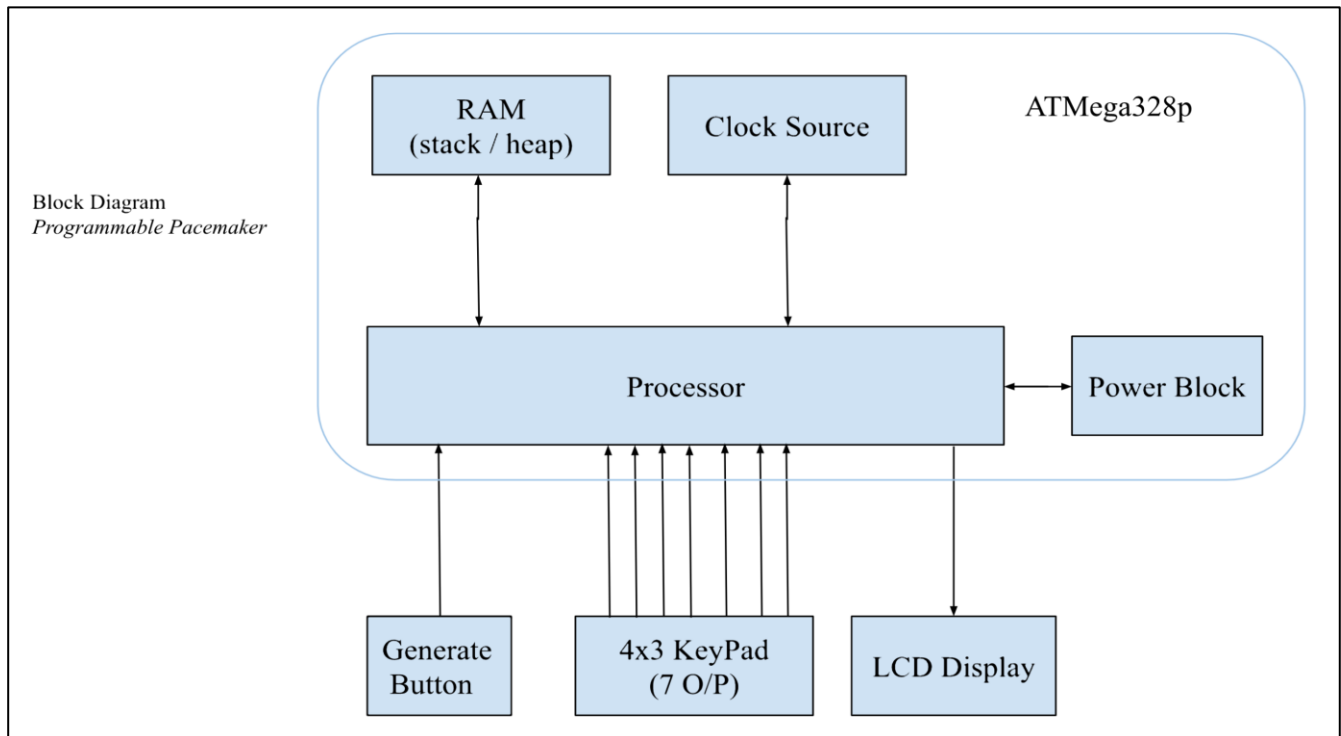 RAM
(stack / heap)
Clock Source
ATMega328p
Block Diagram
Programmable Pacemaker
Processor
Power Block
Generate
Button
4x3 KeyPad
(7 O/P)
LCD Display